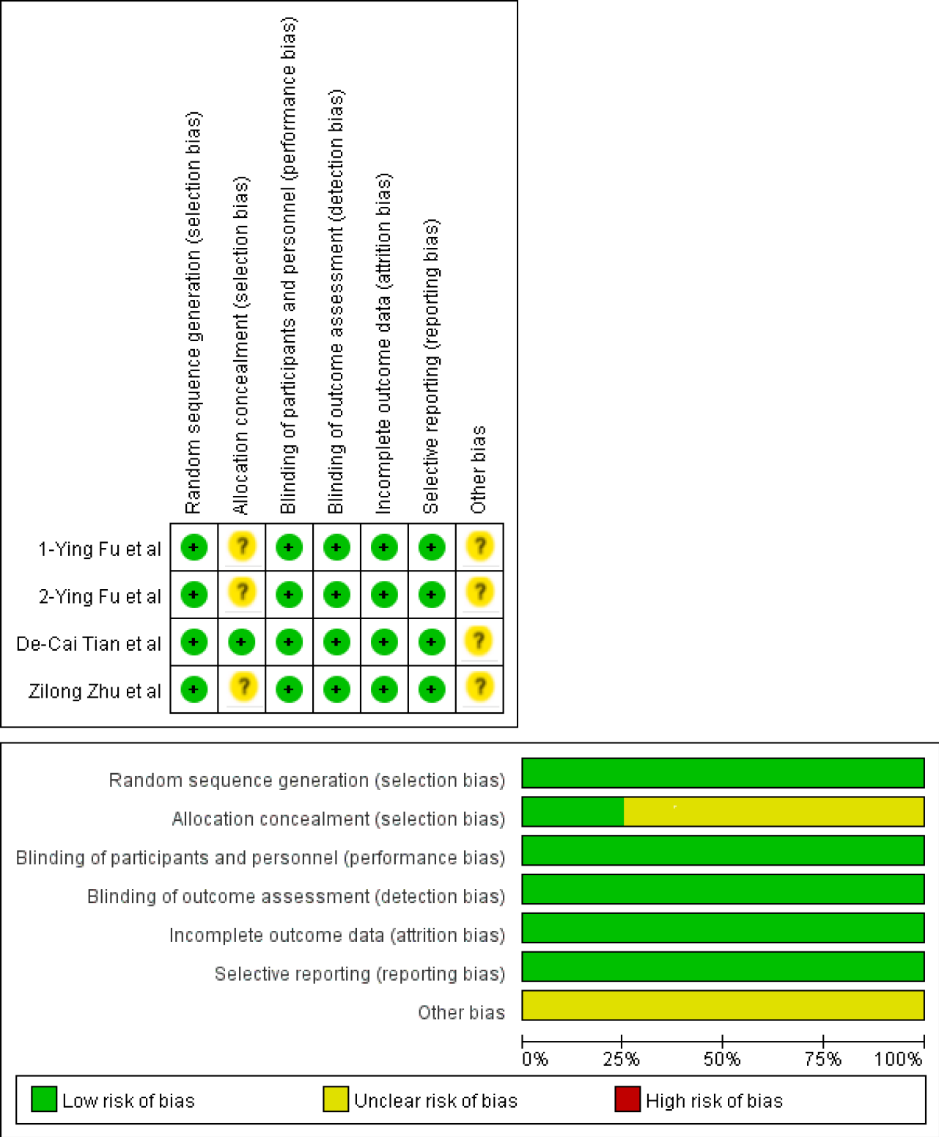 Random sequence generation (selection bias)
Allocation concealment (selection bias)
Blinding of participants and personnel (performance bias)
Blinding of outcome assessment (detection bias)
Incomplete outcome data (attrition bias)
Selective reporting (reporting bias)
Other bias
1-Ying Fu et al + ? + + + + ?
2-Ying Fu et al + ? + + + + ?
De-Cai Tian et al + + + + + + ?
Zilong Zhu et al + ? + + + + ?
Random sequence generation (selection bias)
Allocation concealment (selection bias)
Blinding of participants and personnel (performance bias)
Blinding of outcome assessment (detection bias)
Incomplete outcome data (attrition bias)
Selective reporting (reporting bias)
Other bias
0% 25% 50% 75% 100%
Low risk of bias Unclear risk of bias High risk of bias